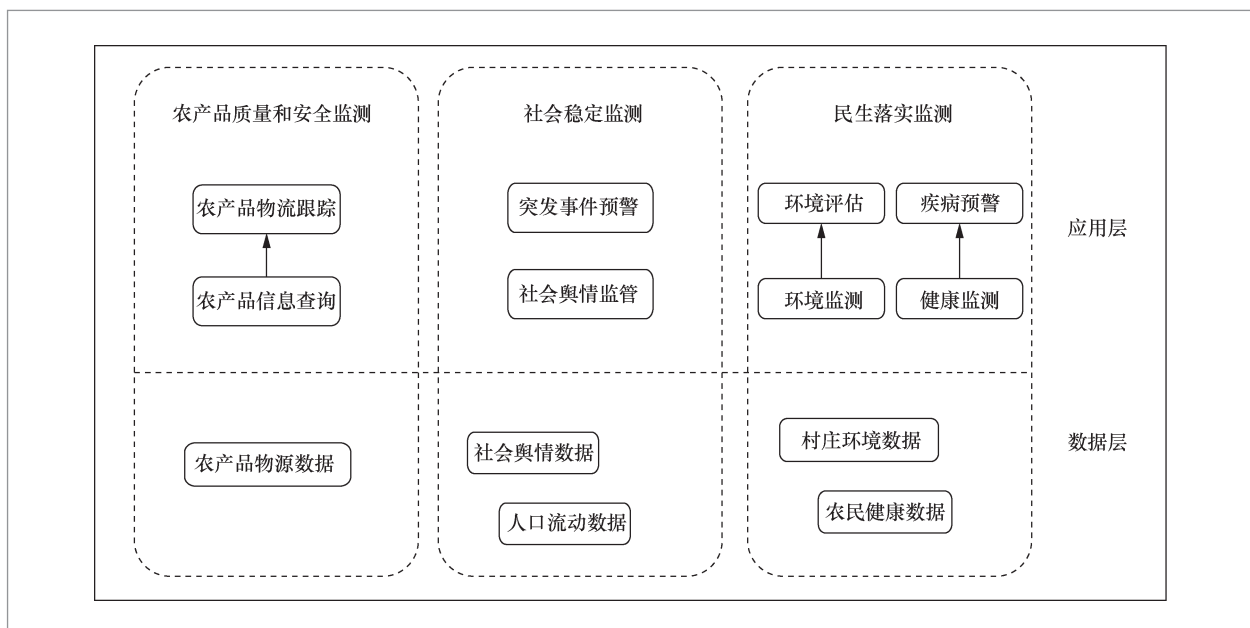 农产品质量和安全监测
社会稳定监测
民生落实监测
农产品物流跟踪
突发事件预警
环境评估
疾病预警
应用层
农产品信息查询
社会舆情监管
环境监测
健康监测
农产品物源数据
社会舆情数据
村庄环境数据
数据层
人口流动数据
农民健康数据